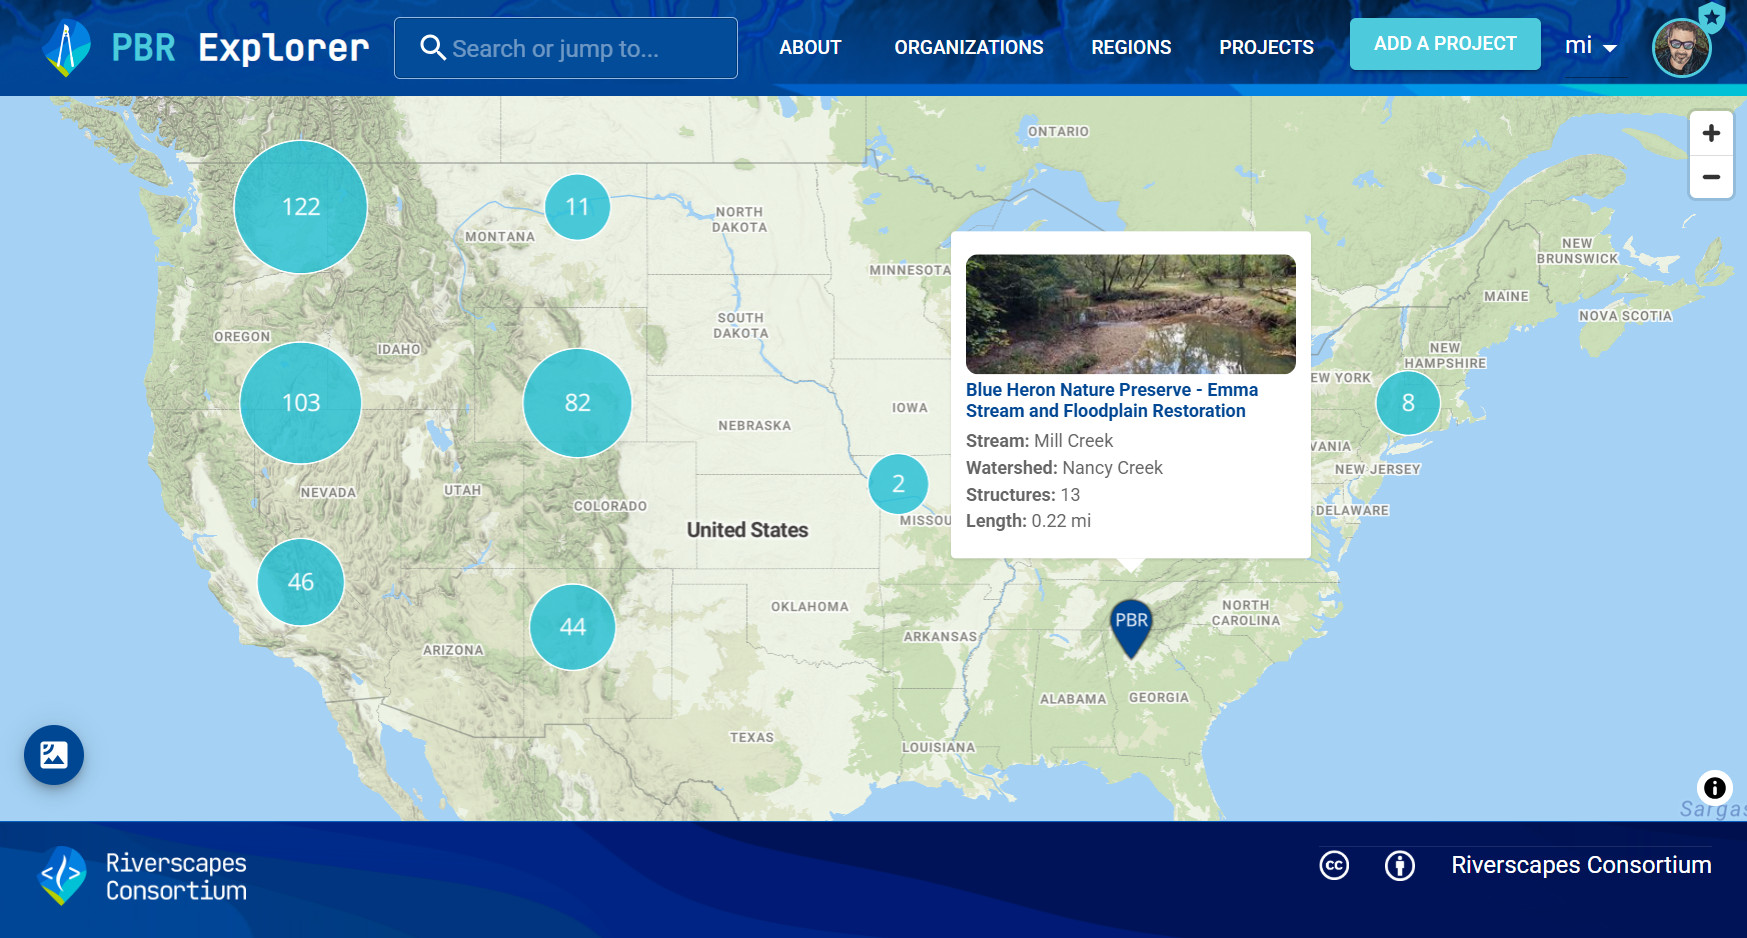 PBR Explorer
Search or jump to...
ABOUT
ORGANIZATIONS
REGIONS
PROJECTS
ADD A PROJECT
mi
ONTARIO
122
11
NORTH
DAKOTA
MONTANA
MINNESOTA
NEW
BRUNSWICK
MAINE
NOVA SCOTIA
SOUTH
DAKOTA
OREGON
IDAHO
NEW
HAMPSHIRE
EW YORK
103
82
IOWA
8
NEBRASKA
Blue Heron Nature Preserve - Emma
Stream and Floodplain Restoration
Stream: Mill Creek
Watershed: Nancy Creek
Structures: 13
Length: 0.22 mi
VANIA
NEW JERSEY
2
NEVADA
UTAH
COLORADO
MISSOU
DELAWARE
United States
46
44
OKLAHOMA
NORTH
CAROLINA
PBR
ARKANSAS
ARIZONA
ALABAMA
GEORGIA
TEXAS
LOUISIANA
Sargas
Riverscapes
Consortium
cc
Riverscapes Consortium